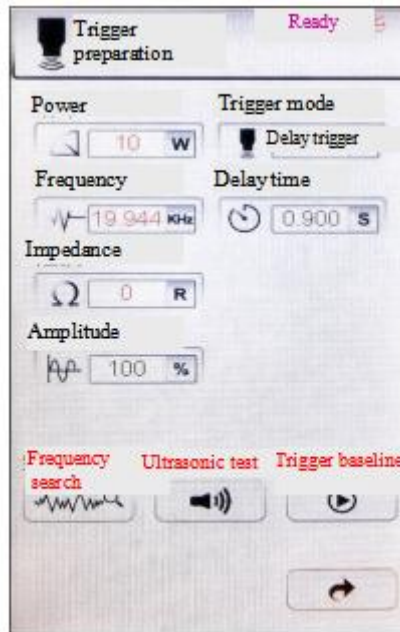 Trigger
preparation
Ready
Power
Trigger mode
10 W
Delay trigger
Frequency
Delay time
19.944 KHz
0.900 S
Impedance
Ω 0 R
Amplitude
100 %
Frequency
search
Ultrasonic test
Trigger baseline